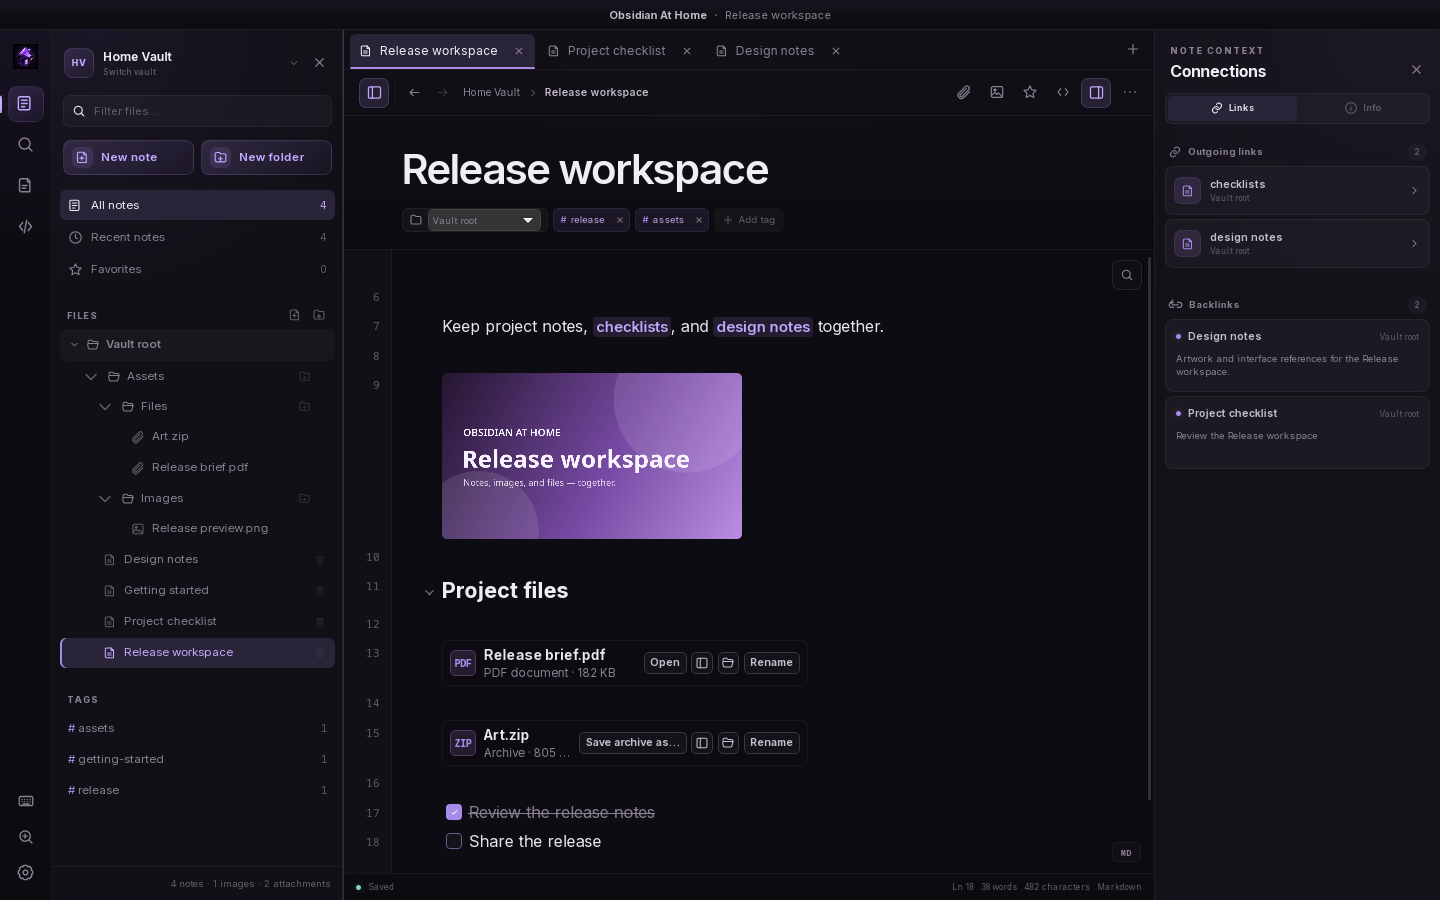 Obsidian At Home · Release workspace
HV
Home Vault
Switch vault
Filter files...
New note
New folder
All notes 4
Recent notes 4
Favorites 0
FILES
Vault root
Assets
Files
Art.zip
Release brief.pdf
Images
Release preview.png
Design notes
Getting started
Project checklist
Release workspace
TAGS
# assets 1
# getting-started 1
# release 1
4 notes · 1 images · 2 attachments
Release workspace
Project checklist
Design notes
Home Vault > Release workspace
Release workspace
Vault root
# release
# assets
+ Add tag
6
7 Keep project notes, checklists, and design notes together.
8
9
OBSIDIAN AT HOME
Release workspace
Notes, images, and files — together.
10
11 Project files
12
13
PDF
Release brief.pdf
PDF document · 182 KB
Open
Rename
14
15
ZIP
Art.zip
Archive · 805 ...
Save archive as...
Rename
16
17 Review the release notes
18 Share the release
MD
Saved
Ln 18 38 words 482 characters Markdown
NOTE CONTEXT
Connections
Links
Info
Outgoing links 2
checklists
Vault root
design notes
Vault root
Backlinks 2
Design notes Vault root
Artwork and interface references for the Release
workspace.
Project checklist Vault root
Review the Release workspace